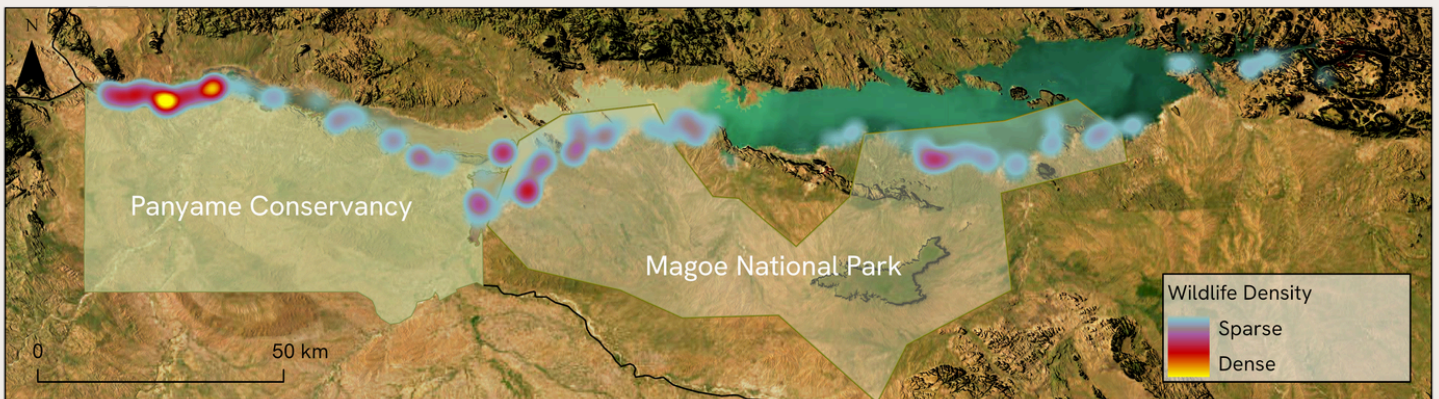 N
Panyame Conservancy
Magoe National Park
Wildlife Density
Sparse
Dense
0 50 km